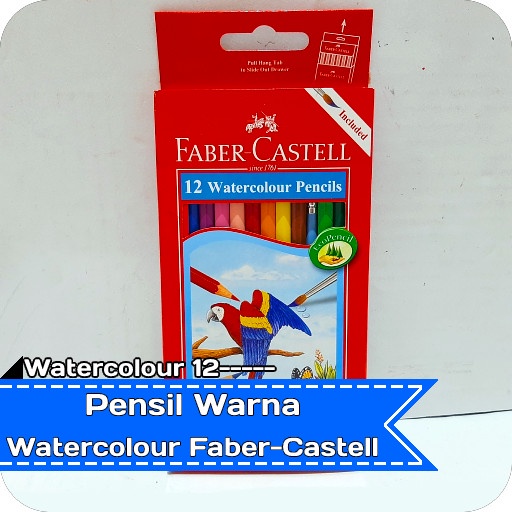 Pull Hang Tab
to Slide Out Drawer
Included
FABER-CASTELL
since 1761
12 Watercolour Pencils
EcoPencil
Watercolour 12-----
Pensil Warna
Watercolour Faber-Castell